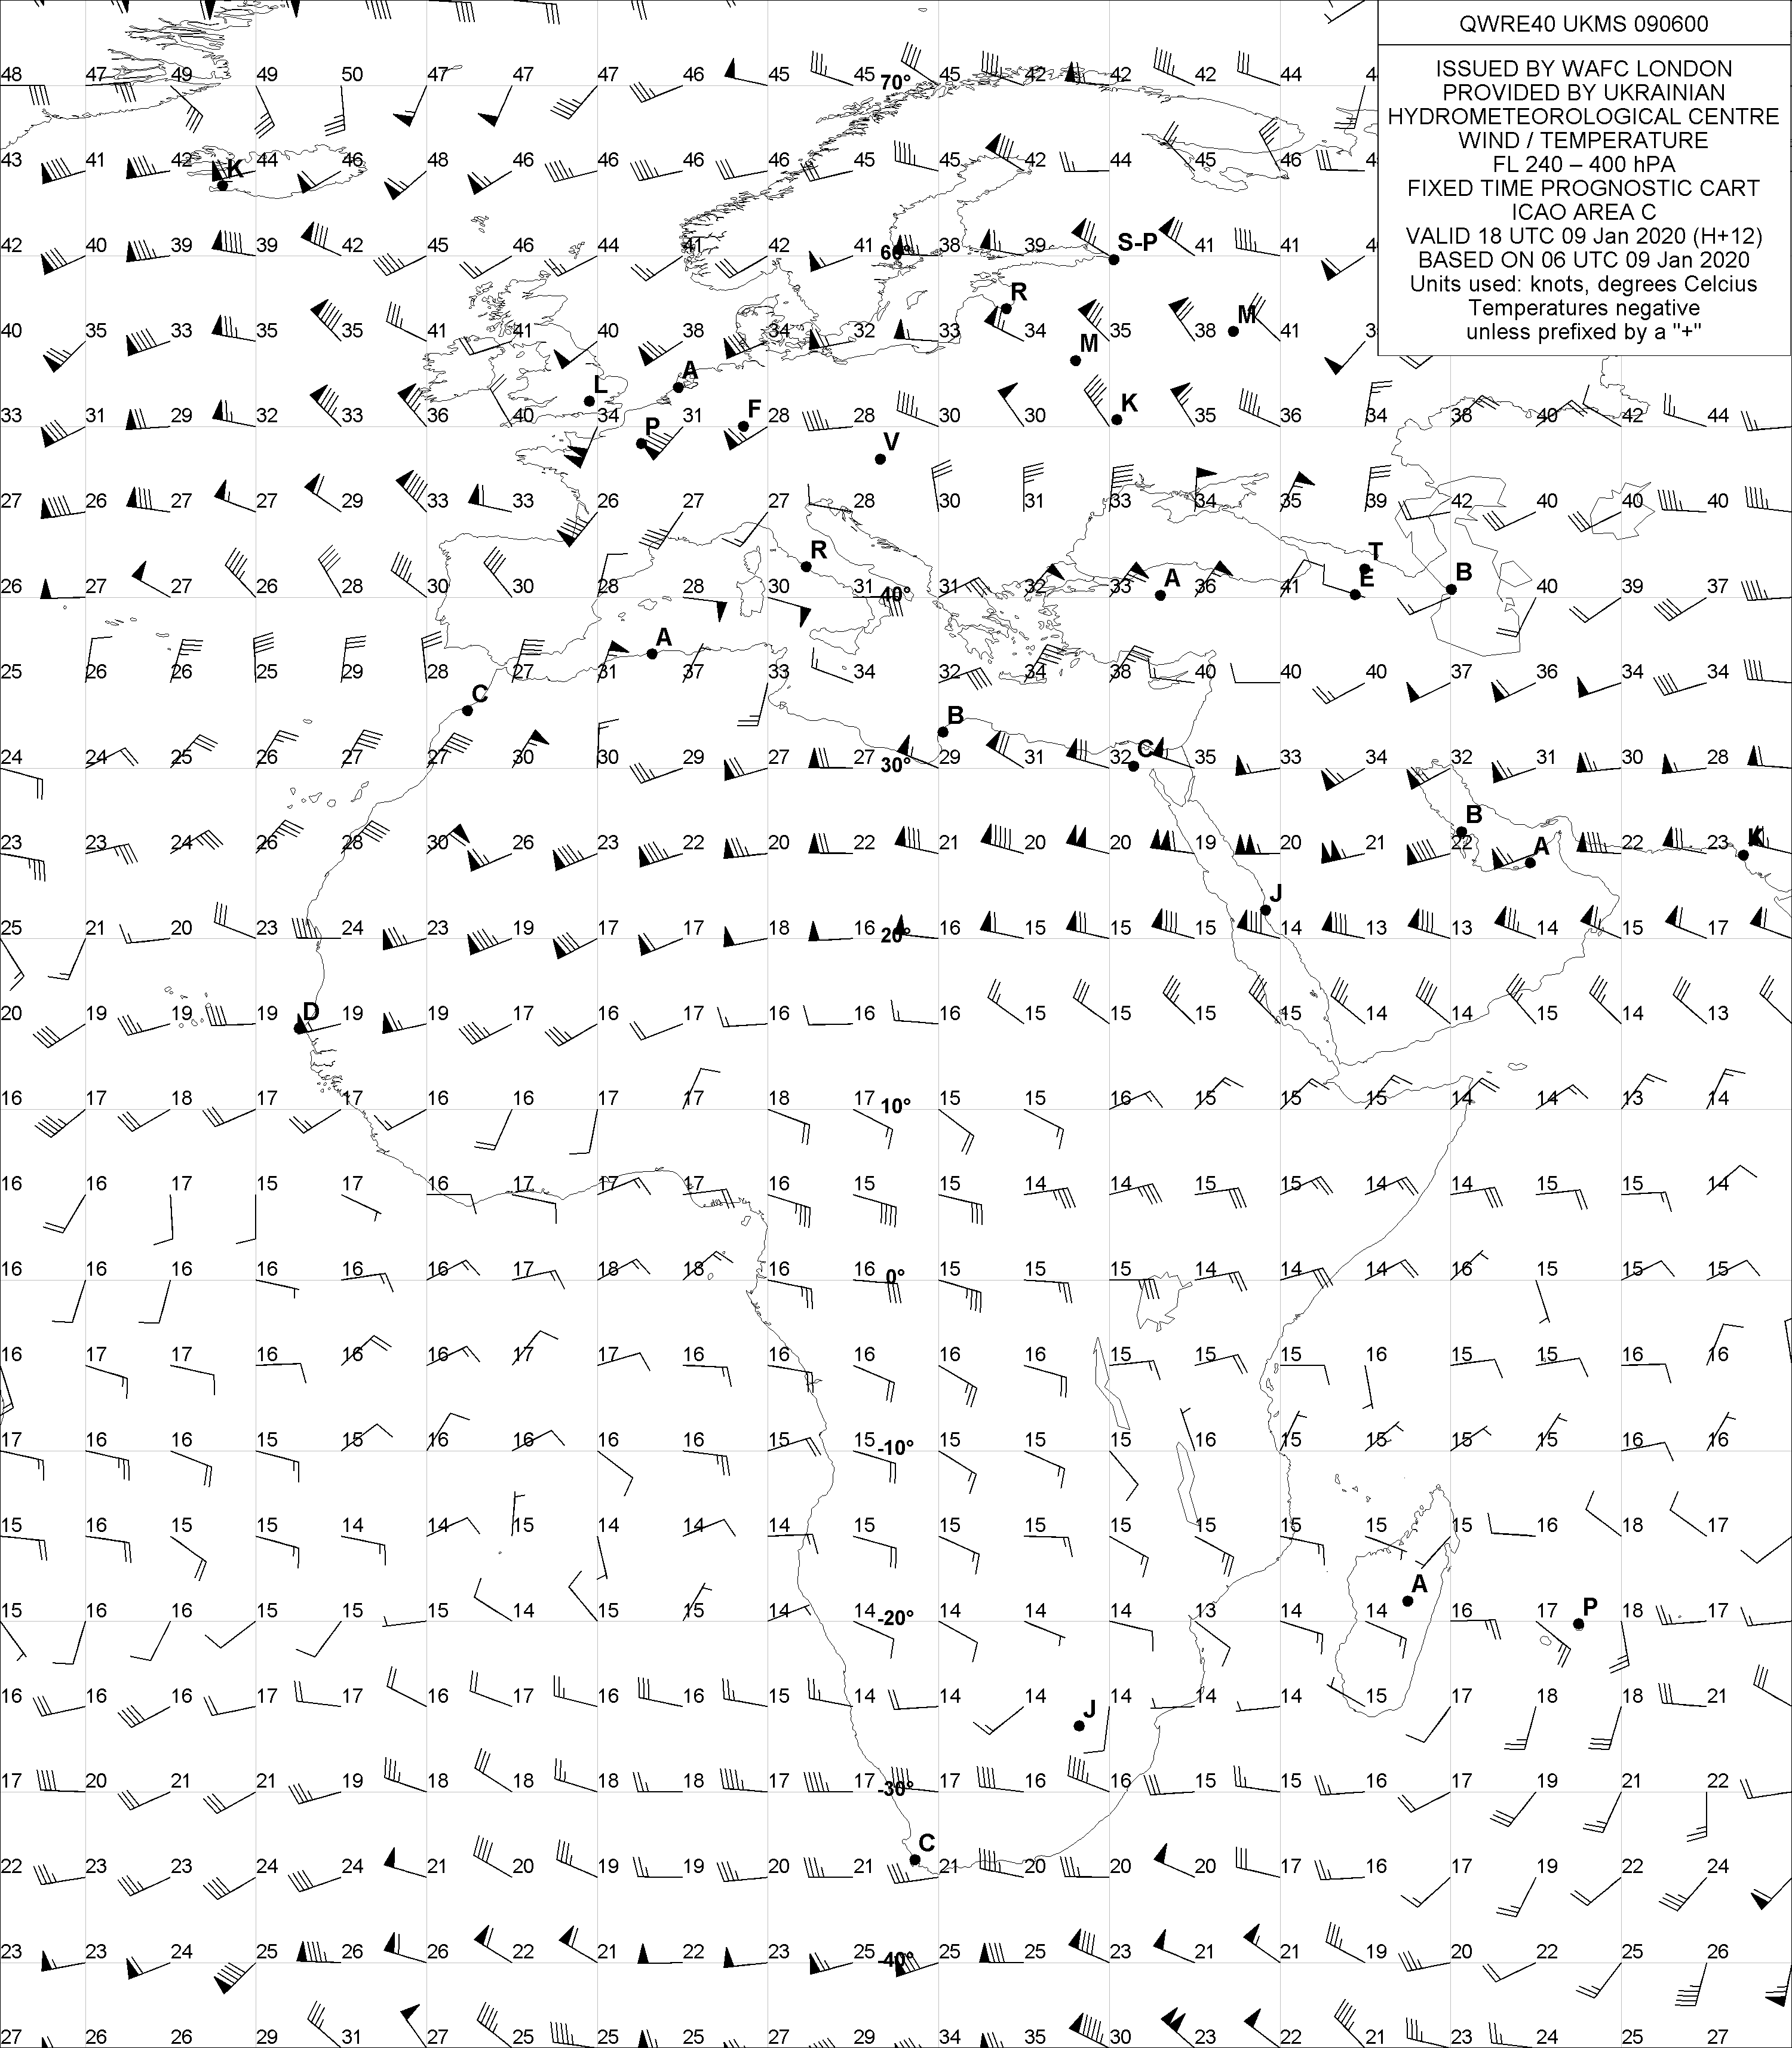 QWRE40 UKMS 090600
ISSUED BY WAFC LONDON
PROVIDED BY UKRAINIAN
HYDROMETEOROLOGICAL CENTRE
WIND / TEMPERATURE
FL 240 – 400 hPA
FIXED TIME PROGNOSTIC CART
ICAO AREA C
VALID 18 UTC 09 Jan 2020 (H+12)
BASED ON 06 UTC 09 Jan 2020
Units used: knots, degrees Celcius
Temperatures negative
unless prefixed by a "+"
48 47 49 49 50 47 47 47 46 45 45 70° 45 42 42 42 44
43 41 42 K 44 46 48 46 45 46 45 45 45 42 44 45 46
42 40 39 39 42 45 46 44 41 42 41 60° 38 39 S-P 41 41
R
40 35 33 35 35 41 41 40 38 34 32 33 34 35 38 M 41
M
A
L
33 31 29 32 33 36 40 34 P 31 F 28 28 30 30 K 35 36 34 38 40 42 44
V
27 26 27 27 29 33 33 26 27 27 28 30 31 33 34 35 39 42 40 40 40
R T
26 27 27 26 28 30 30 28 28 30 31 40° 31 32 33 A 36 41 E B 40 39 37
A
25 26 26 25 29 28 27 31 37 33 34 32 34 38 40 40 40 37 36 34 34
C
B
24 24 25 26 27 27 30 30 29 27 27 30° 29 31 32 C 35 33 34 32 31 30 28
B
23 23 24 26 28 30 26 23 22 20 22 21 20 20 19 20 21 22 A 22 23 K
J
25 21 20 23 24 23 19 17 17 18 16 20° 16 15 15 15 14 13 13 14 15 17
20 19 19 19 D 19 19 17 16 17 16 16 16 15 15 15 15 14 14 15 14 13
16 17 18 17 17 16 16 17 17 18 17 10° 15 15 16 15 15 15 14 14 13 14
16 16 17 15 17 16 17 17 17 16 15 15 14 14 15 15 14 14 15 15 14
16 16 16 16 16 16 17 18 18 16 16 0° 15 15 15 14 14 14 16 15 15 15
16 17 17 16 16 16 17 17 16 16 16 16 16 15 15 15 16 15 15 16 16
17 16 16 15 15 16 16 16 16 15 15 -10° 15 15 15 16 15 15 15 15 16 16
15 16 15 15 14 14 15 14 14 14 15 15 15 15 15 15 15 15 16 18 17
A
15 16 16 15 15 15 14 15 15 14 14 -20° 14 14 14 13 14 14 16 17 P 18 17
16 16 16 17 17 16 17 16 16 15 14 14 14 J 14 14 14 15 17 18 18 21
17 20 21 21 19 18 18 18 18 17 17 -30° 17 16 16 15 15 16 17 19 21 22
C
22 23 23 24 24 21 20 19 19 20 21 21 20 20 20 17 16 17 19 22 24
23 23 24 25 26 26 22 21 22 23 25 -40° 25 25 23 21 21 19 20 22 25 26
27 26 26 29 31 27 25 25 25 27 29 34 35 30 23 22 21 23 24 25 27